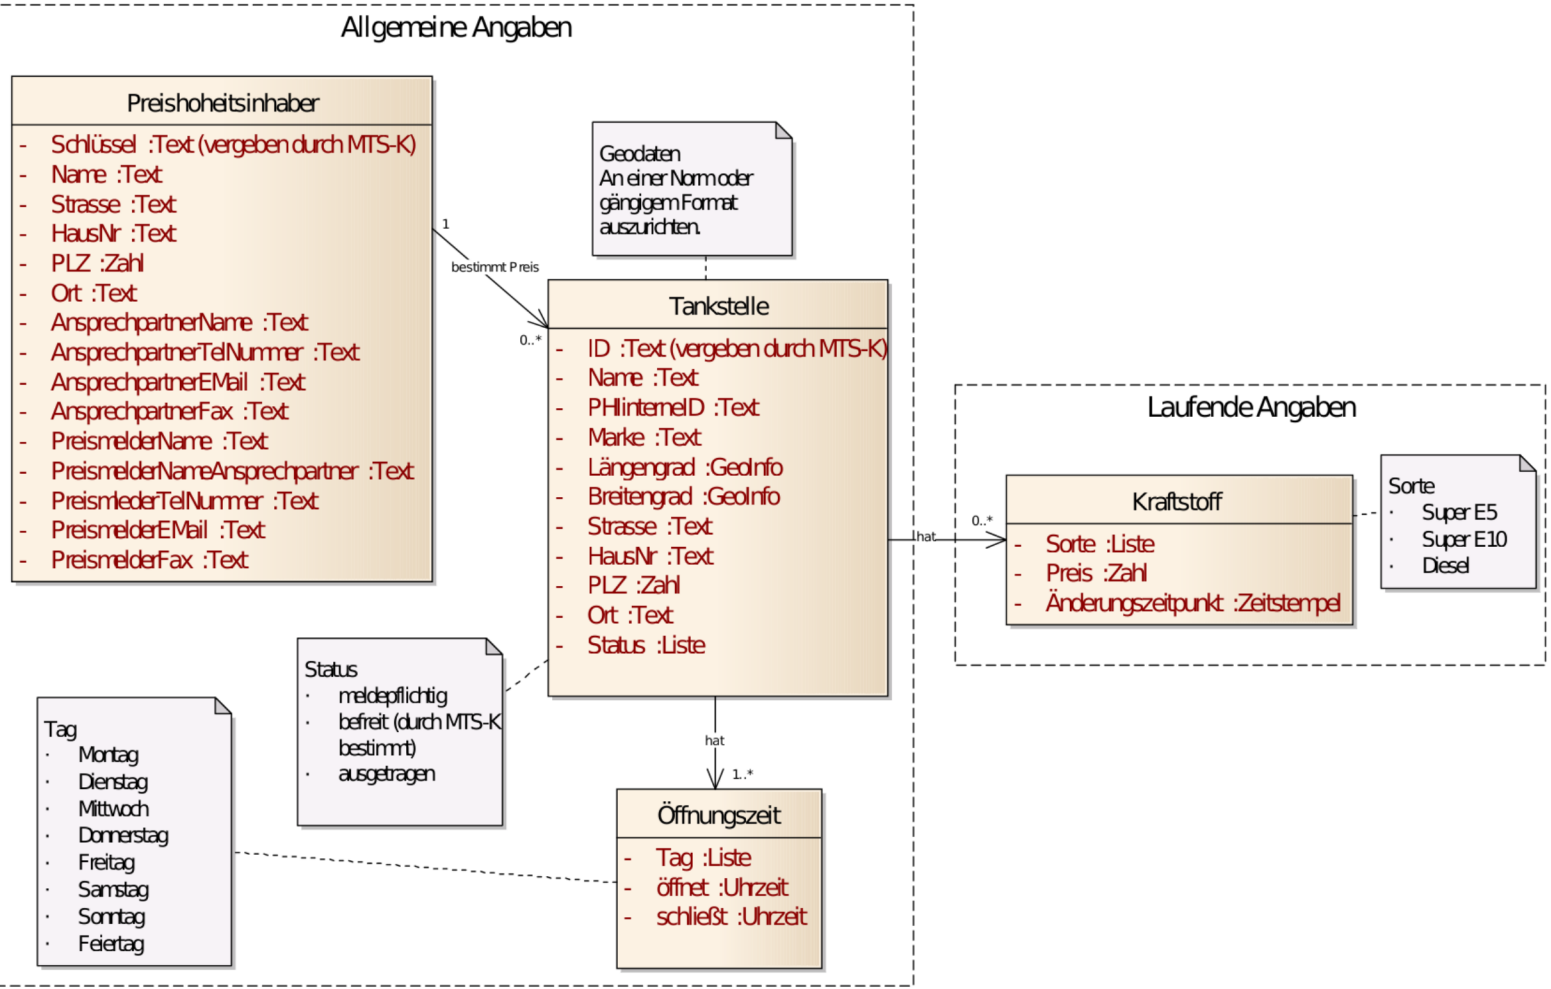 Allgemeine Angaben
Preishoheitsinhaber
- Schlüssel :Text (vergeben durch MTS-K)
- Name :Text
- Strasse :Text
- HausNr :Text
- PLZ :Zahl
- Ort :Text
- AnsprechpartnerName :Text
- AnsprechpartnerTelNummer :Text
- AnsprechpartnerEMail :Text
- AnsprechpartnerFax :Text
- PreismelderName :Text
- PreismelderNameAnsprechpartner :Text
- PreismlederTelNummer :Text
- PreismelderEMail :Text
- PreismelderFax :Text
1
bestimmt Preis
0..*
Geodaten
An einer Norm oder
gängigem Format
auszurichten.
Tankstelle
- ID :Text (vergeben durch MTS-K)
- Name :Text
- PHIinterneID :Text
- Marke :Text
- Längengrad :GeoInfo
- Breitengrad :GeoInfo
- Strasse :Text
- HausNr :Text
- PLZ :Zahl
- Ort :Text
- Status :Liste
hat
0..*
Laufende Angaben
Kraftstoff
- Sorte :Liste
- Preis :Zahl
- Änderungszeitpunkt :Zeitstempel
Sorte
· Super E5
· Super E10
· Diesel
Status
· meldepflichtig
· befreit (durch MTS-K
bestimmt)
· ausgetragen
hat
1..*
Öffnungszeit
- Tag :Liste
- öffnet :Uhrzeit
- schließt :Uhrzeit
Tag
· Montag
· Dienstag
· Mittwoch
· Donnerstag
· Freitag
· Samstag
· Sonntag
· Feiertag